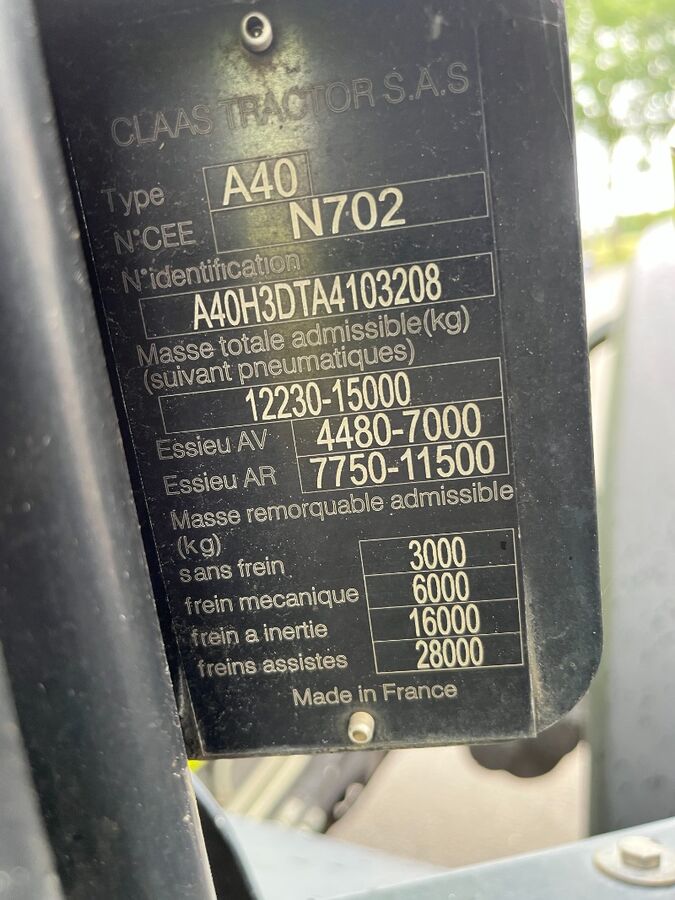 CLAAS TRACTOR S.A.S
Type A40
N°CEE N702
N°identification
A40H3DTA4103208
Masse totale admissible(kg)
(suivant pneumatiques)
12230-15000
Essieu AV 4480-7000
Essieu AR 7750-11500
Masse remorquable admissible
(kg)
sans frein 3000
frein mecanique 6000
frein a inertie 16000
freins assistes 28000
Made in France